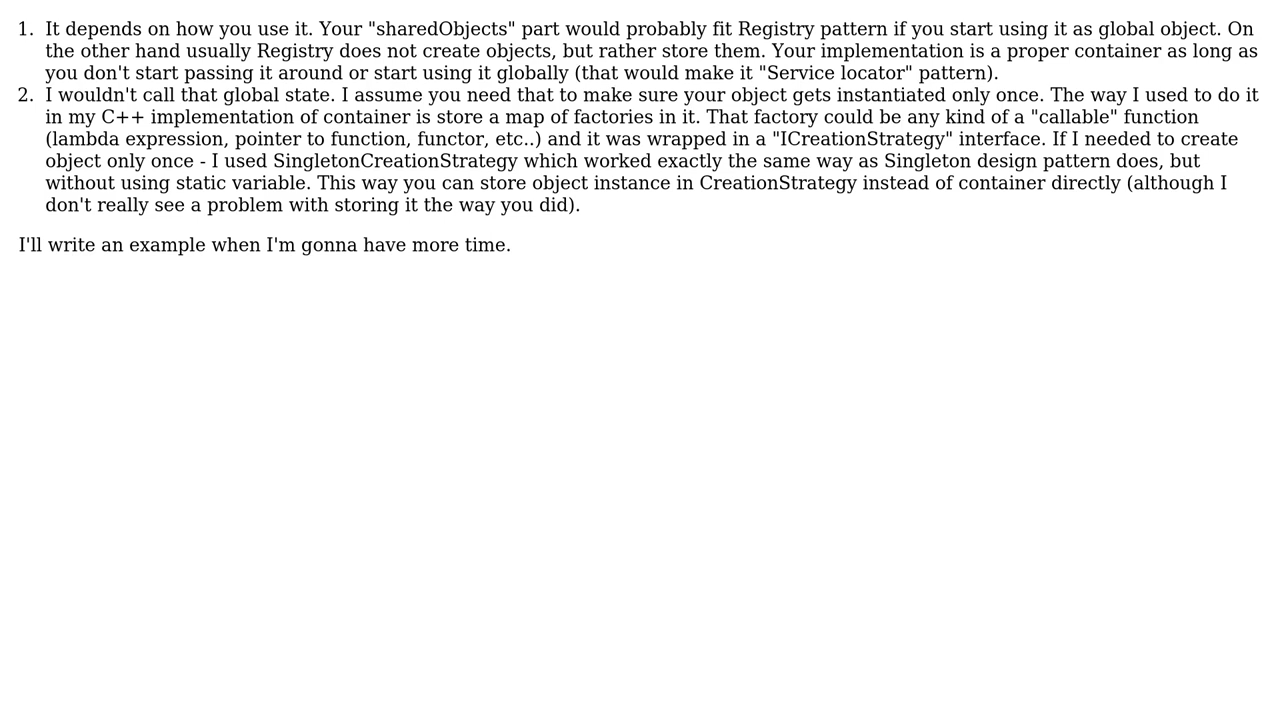 1. It depends on how you use it. Your "sharedObjects" part would probably fit Registry pattern if you start using it as global object. On
the other hand usually Registry does not create objects, but rather store them. Your implementation is a proper container as long as
you don't start passing it around or start using it globally (that would make it "Service locator" pattern).
2. I wouldn't call that global state. I assume you need that to make sure your object gets instantiated only once. The way I used to do it
in my C++ implementation of container is store a map of factories in it. That factory could be any kind of a "callable" function
(lambda expression, pointer to function, functor, etc..) and it was wrapped in a "ICreationStrategy" interface. If I needed to create
object only once - I used SingletonCreationStrategy which worked exactly the same way as Singleton design pattern does, but
without using static variable. This way you can store object instance in CreationStrategy instead of container directly (although I
don't really see a problem with storing it the way you did).
I'll write an example when I'm gonna have more time.